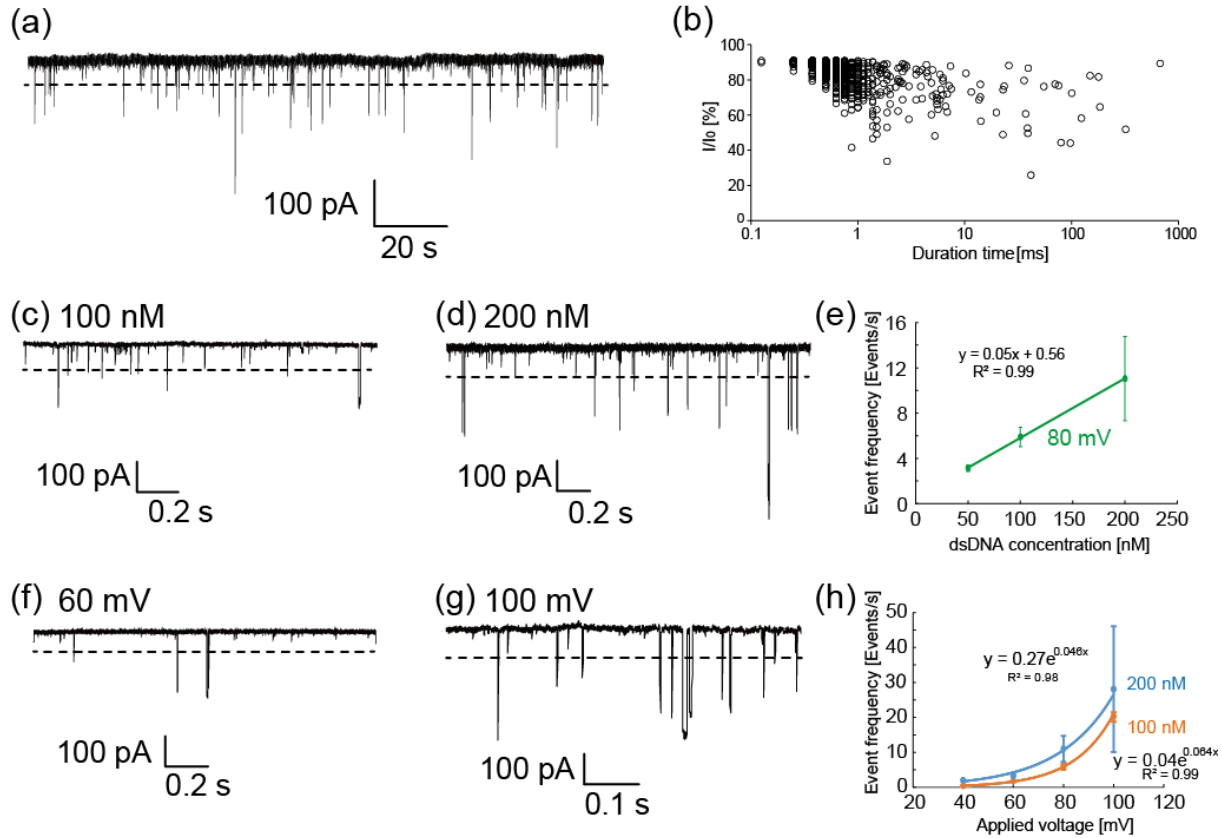 (a)
100 pA
20 s
(b)
I/I0 [%]
100
80
60
40
20
0
0.1
1
10
100
1000
Duration time[ms]
(c) 100 nM
100 pA
0.2 s
(d) 200 nM
100 pA
0.2 s
(e)
Event frequency [Events/s]
16
12
8
4
0
y = 0.05x + 0.56
R² = 0.99
80 mV
0
50
100
150
200
250
dsDNA concentration [nM]
(f) 60 mV
100 pA
0.2 s
(g) 100 mV
100 pA
0.1 s
(h)
Event frequency [Events/s]
50
40
30
20
10
0
y = 0.27e^0.046x
R² = 0.98
200 nM
100 nM
y = 0.04e^0.064x
R² = 0.99
20
40
60
80
100
120
Applied voltage [mV]